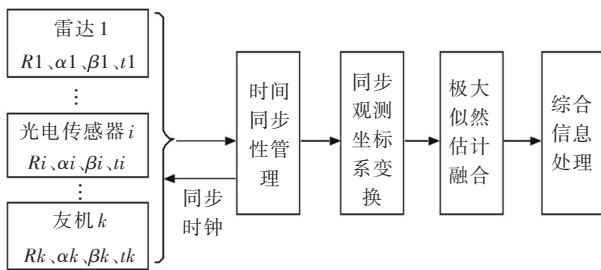 雷达1
R1、α1、β1、t1
⋮
光电传感器i
Ri、αi、βi、ti
⋮
友机k
Rk、αk、βk、tk
同步
时钟
时间
同步
性管
理
同步
观测
坐标
系变
换
极大
似然
估计
融合
综合
信息
处理